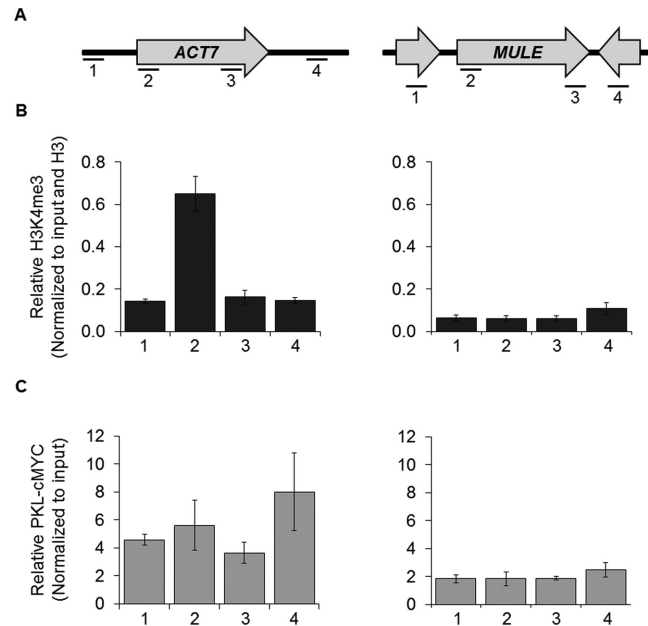 A
ACT7
MULE
1 2 3 4
1 2 3 4
B
Relative H3K4me3
(Normalized to input and H3)
0.8
0.6
0.4
0.2
0.0
1 2 3 4
0.8
0.6
0.4
0.2
0.0
1 2 3 4
C
Relative PKL-cMYC
(Normalized to input)
12
10
8
6
4
2
0
1 2 3 4
12
10
8
6
4
2
0
1 2 3 4